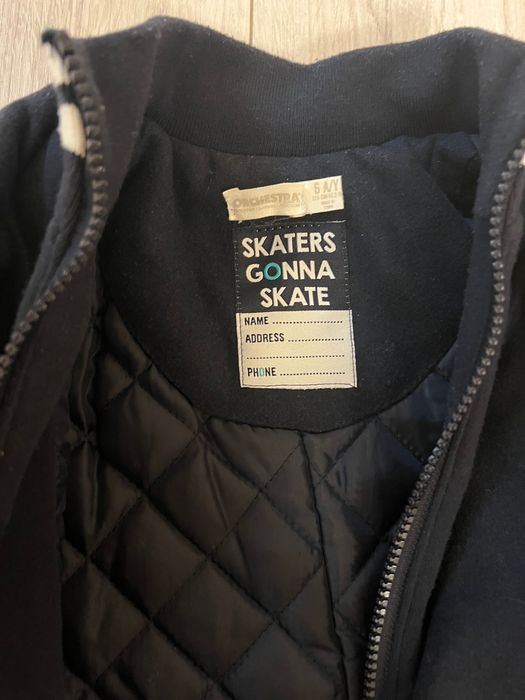 ORCHESTRA
6 A/Y
SKATERS
GONNA
SKATE
NAME ....................
ADDRESS ...............
............................
PHONE ..................